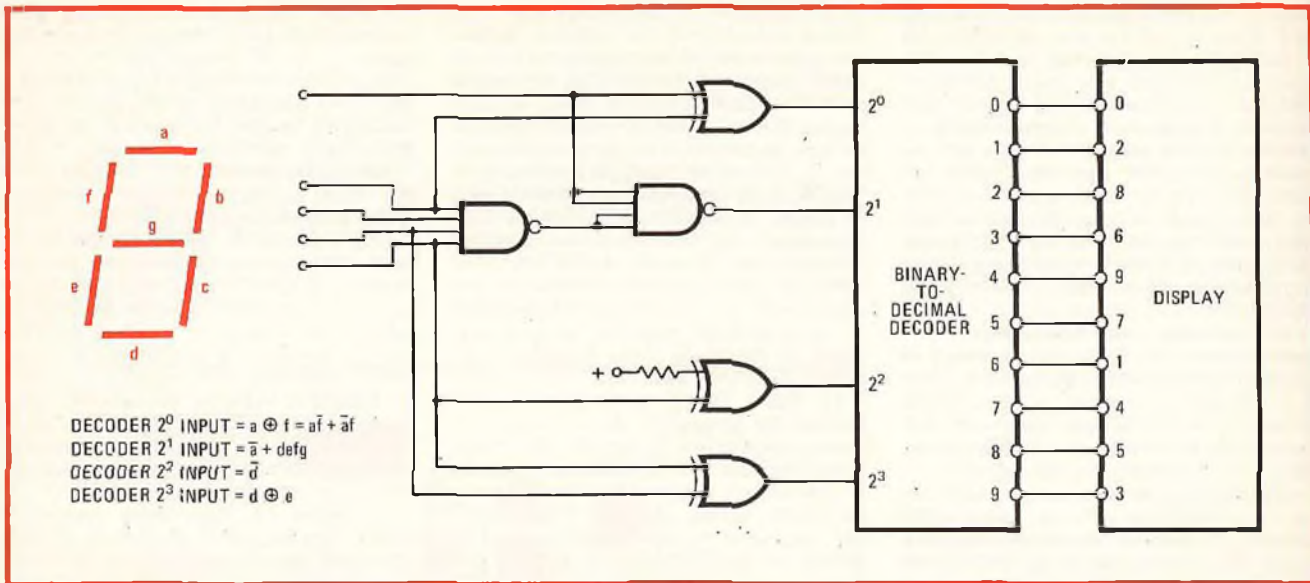 a
f
b
g
e
c
d
DECODER 2⁰ INPUT = a ⊕ f = af̄ + āf
DECODER 2¹ INPUT = ā + defg
DECODER 2² INPUT = d̄
DECODER 2³ INPUT = d ⊕ e
+
2⁰
2¹
2²
2³
BINARY-
TO-
DECIMAL
DECODER
0
1
2
3
4
5
6
7
8
9
0
2
8
6
9
7
1
4
5
3
DISPLAY